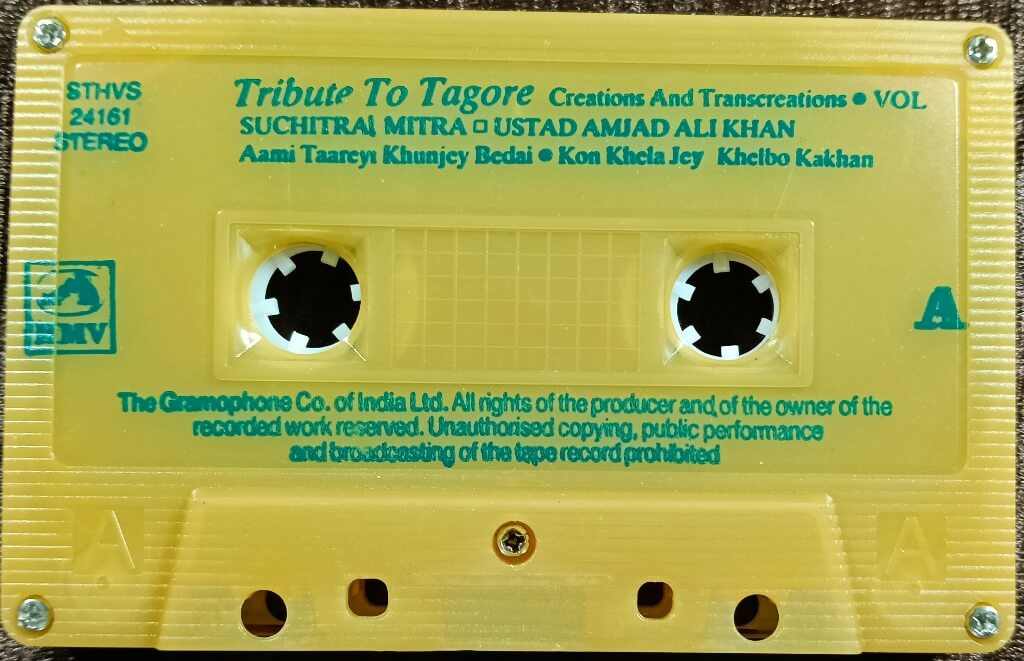 STHVS
24161
STEREO
Tribute To Tagore Creations And Transcreations • VOL
SUCHITRA MITRA □ USTAD AMJAD ALI KHAN
Aami Taareyi Khunjey Bedai • Kon Khela Jey Khelbo Kakhan
HMV
A
The Gramophone Co. of India Ltd. All rights of the producer and of the owner of the
recorded work reserved. Unauthorised copying, public performance
and broadcasting of the tape record prohibited
A
A